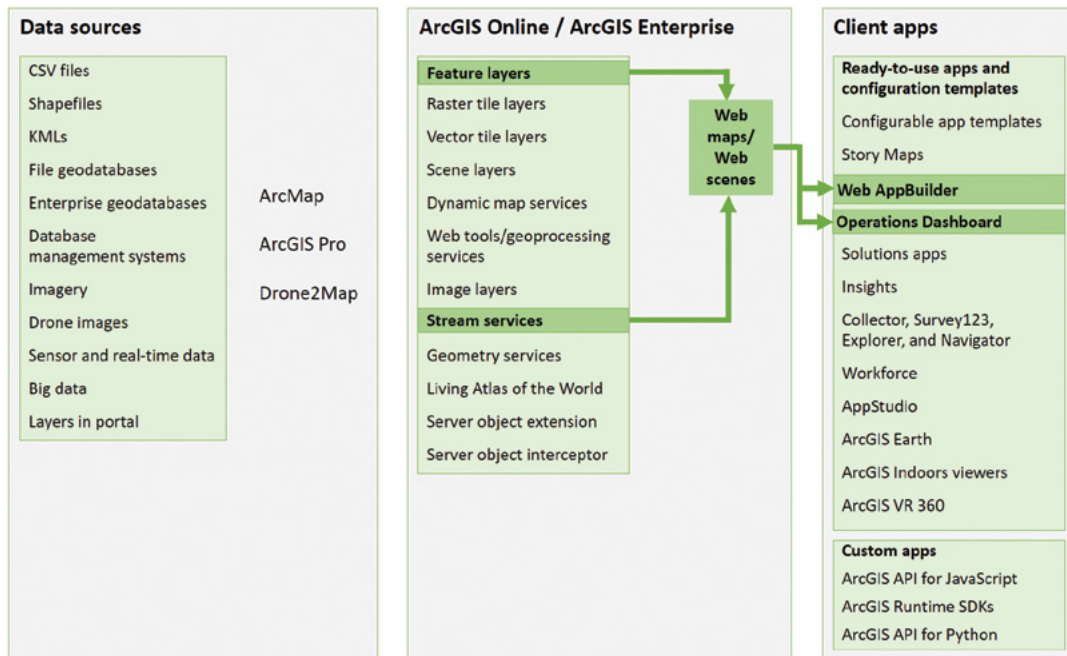 Data sources
CSV files
Shapefiles
KMLs
File geodatabases
Enterprise geodatabases
Database
management systems
Imagery
Drone images
Sensor and real-time data
Big data
Layers in portal
ArcMap
ArcGIS Pro
Drone2Map
ArcGIS Online / ArcGIS Enterprise
Feature layers
Raster tile layers
Vector tile layers
Scene layers
Dynamic map services
Web tools/geoprocessing
services
Image layers
Stream services
Geometry services
Living Atlas of the World
Server object extension
Server object interceptor
Web
maps/
Web
scenes
Client apps
Ready-to-use apps and
configuration templates
Configurable app templates
Story Maps
Web AppBuilder
Operations Dashboard
Solutions apps
Insights
Collector, Survey123,
Explorer, and Navigator
Workforce
AppStudio
ArcGIS Earth
ArcGIS Indoors viewers
ArcGIS VR 360
Custom apps
ArcGIS API for JavaScript
ArcGIS Runtime SDKs
ArcGIS API for Python